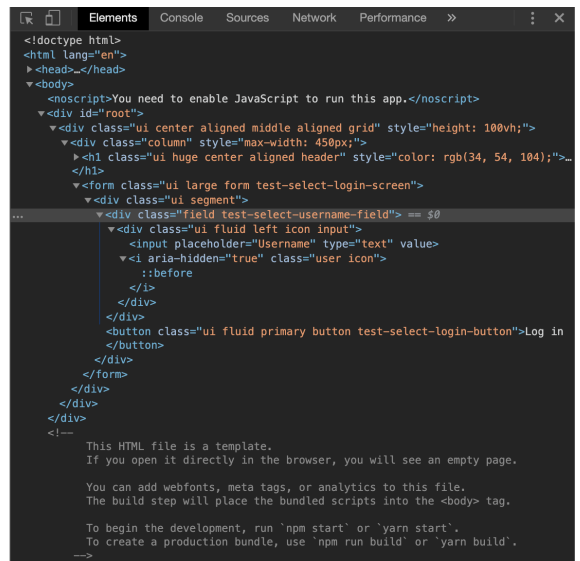 Elements Console Sources Network Performance »
<!doctype html>
<html lang="en">
<head>…</head>
<body>
<noscript>You need to enable JavaScript to run this app.</noscript>
<div id="root">
<div class="ui center aligned middle aligned grid" style="height: 100vh;">
<div class="column" style="max-width: 450px;">
<h1 class="ui huge center aligned header" style="color: rgb(34, 54, 104);">…
</h1>
<form class="ui large form test-select-login-screen">
<div class="ui segment">
… <div class="field test-select-username-field"> == $0
<div class="ui fluid left icon input">
<input placeholder="Username" type="text" value>
<i aria-hidden="true" class="user icon">
::before
</i>
</div>
</div>
<button class="ui fluid primary button test-select-login-button">Log in
</button>
</div>
</form>
</div>
</div>
</div>
<!--
This HTML file is a template.
If you open it directly in the browser, you will see an empty page.
You can add webfonts, meta tags, or analytics to this file.
The build step will place the bundled scripts into the <body> tag.
To begin the development, run `npm start` or `yarn start`.
To create a production bundle, use `npm run build` or `yarn build`.
-->